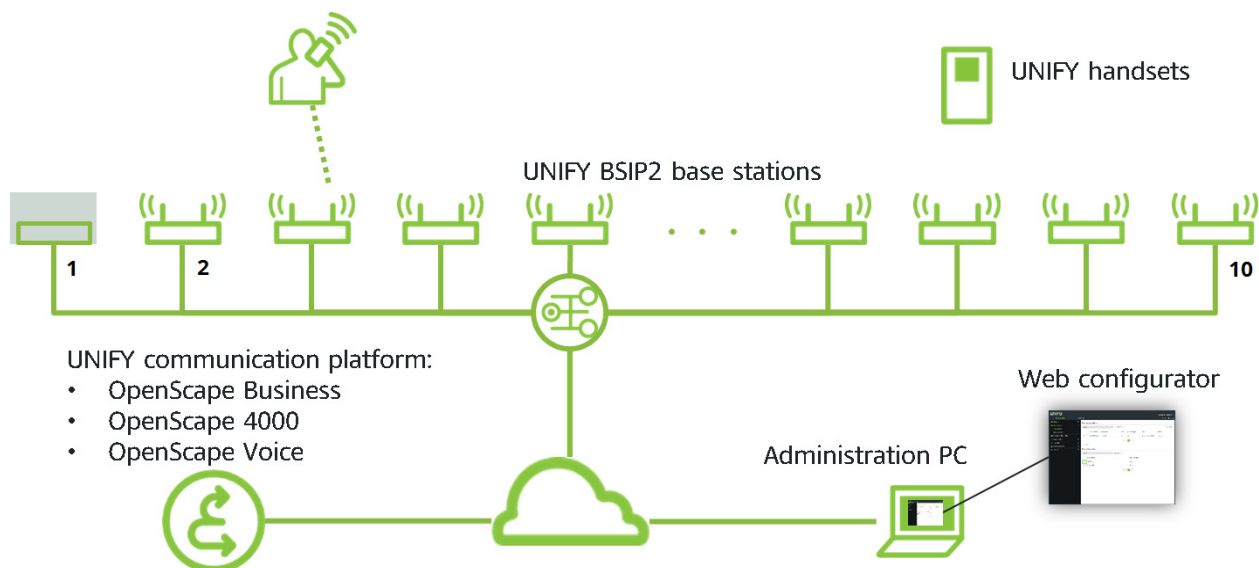 UNIFY handsets
UNIFY BSIP2 base stations
1
2
10
UNIFY communication platform:
• OpenScape Business
• OpenScape 4000
• OpenScape Voice
Web configurator
Administration PC